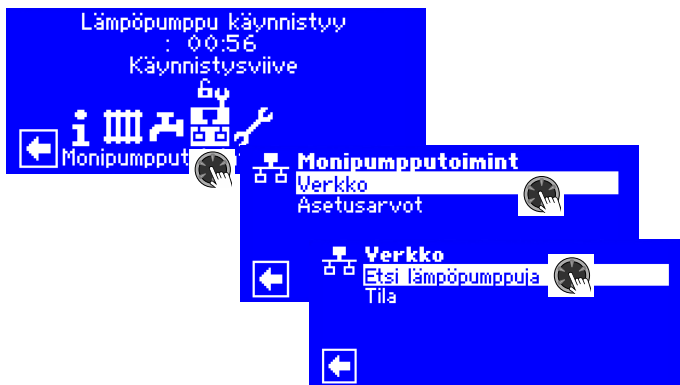 Lämpöpumppu käynnistyy
: 00:56
Käynnistysviive
Monipumpput
Monipumpputoimint
Verkko
Asetusarvot
Verkko
Etsi lämpöpumppuja
Tila